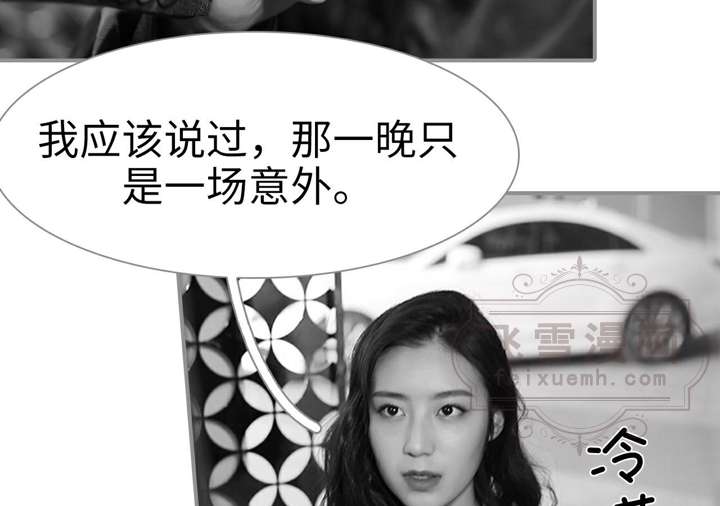 我应该说过，那一晚只
是一场意外。
飞雪漫画
feixuemh.com
冷